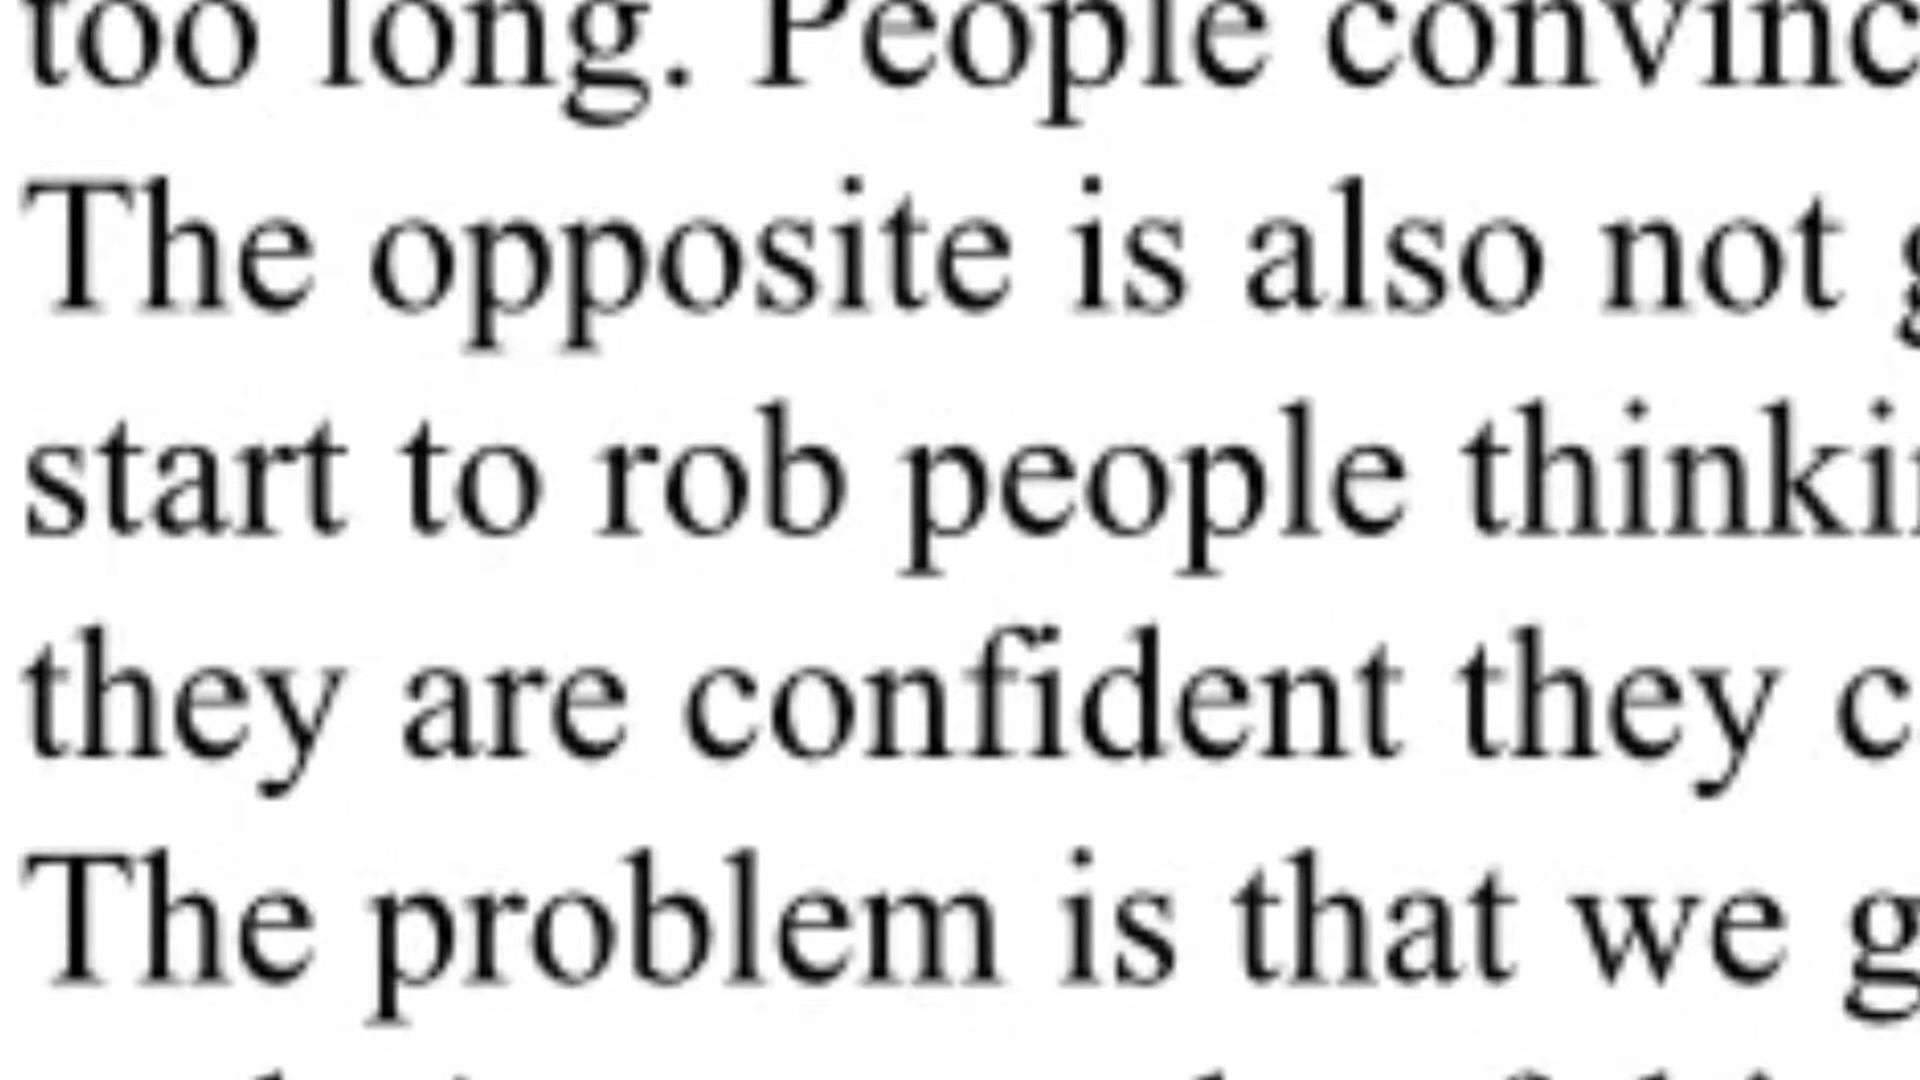 too long. People convinc
The opposite is also not g
start to rob people thinki
they are confident they c
The problem is that we g